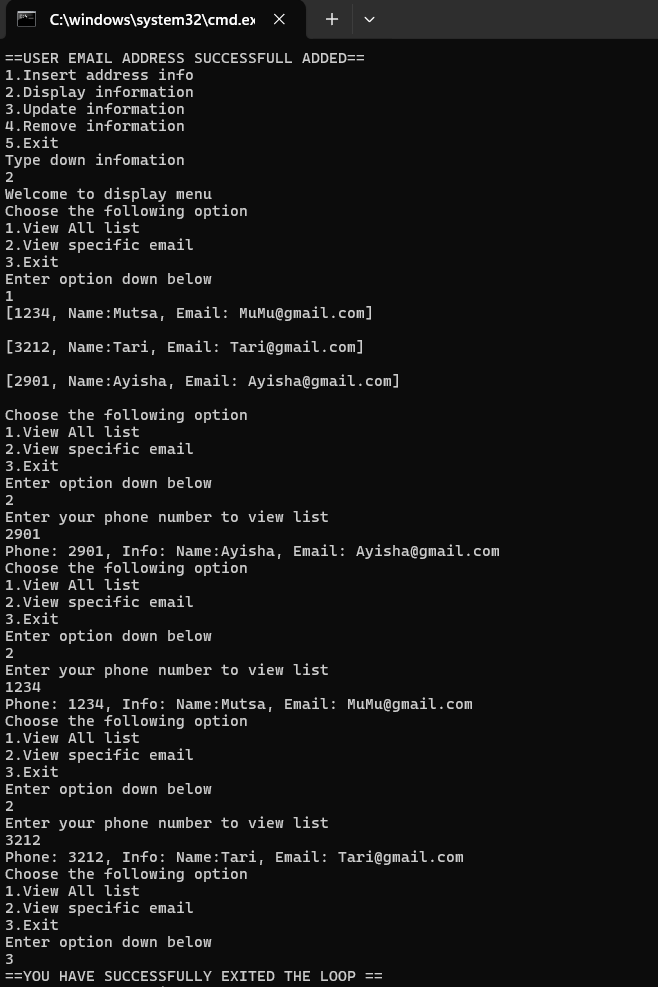 C:\windows\system32\cmd.ex
==USER EMAIL ADDRESS SUCCESSFULL ADDED==
1.Insert address info
2.Display information
3.Update information
4.Remove information
5.Exit
Type down infomation
2
Welcome to display menu
Choose the following option
1.View All list
2.View specific email
3.Exit
Enter option down below
1
[1234, Name:Mutsa, Email: MuMu@gmail.com]
[3212, Name:Tari, Email: Tari@gmail.com]
[2901, Name:Ayisha, Email: Ayisha@gmail.com]
Choose the following option
1.View All list
2.View specific email
3.Exit
Enter option down below
2
Enter your phone number to view list
2901
Phone: 2901, Info: Name:Ayisha, Email: Ayisha@gmail.com
Choose the following option
1.View All list
2.View specific email
3.Exit
Enter option down below
2
Enter your phone number to view list
1234
Phone: 1234, Info: Name:Mutsa, Email: MuMu@gmail.com
Choose the following option
1.View All list
2.View specific email
3.Exit
Enter option down below
2
Enter your phone number to view list
3212
Phone: 3212, Info: Name:Tari, Email: Tari@gmail.com
Choose the following option
1.View All list
2.View specific email
3.Exit
Enter option down below
3
==YOU HAVE SUCCESSFULLY EXITED THE LOOP ==